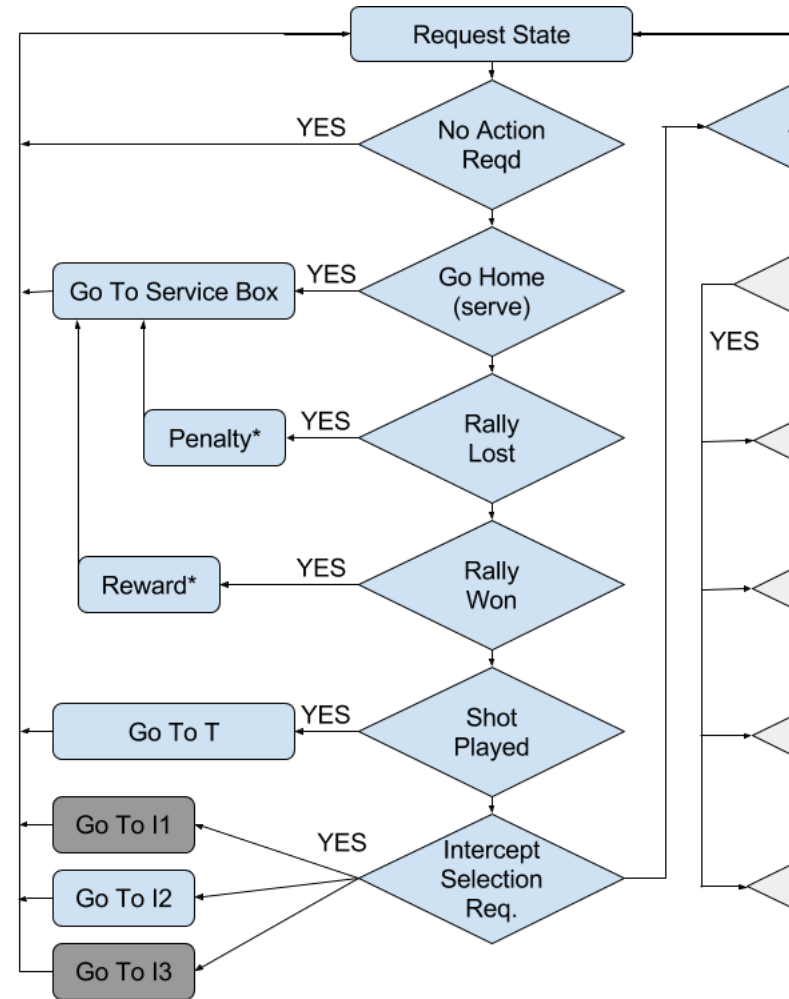 Request State
YES
No Action
Reqd
Go To Service Box
YES
Go Home
(serve)
YES
Penalty*
YES
Rally
Lost
Reward*
YES
Rally
Won
Go To T
YES
Shot
Played
Go To I1
YES
Intercept
Selection
Req.
Go To I2
Go To I3